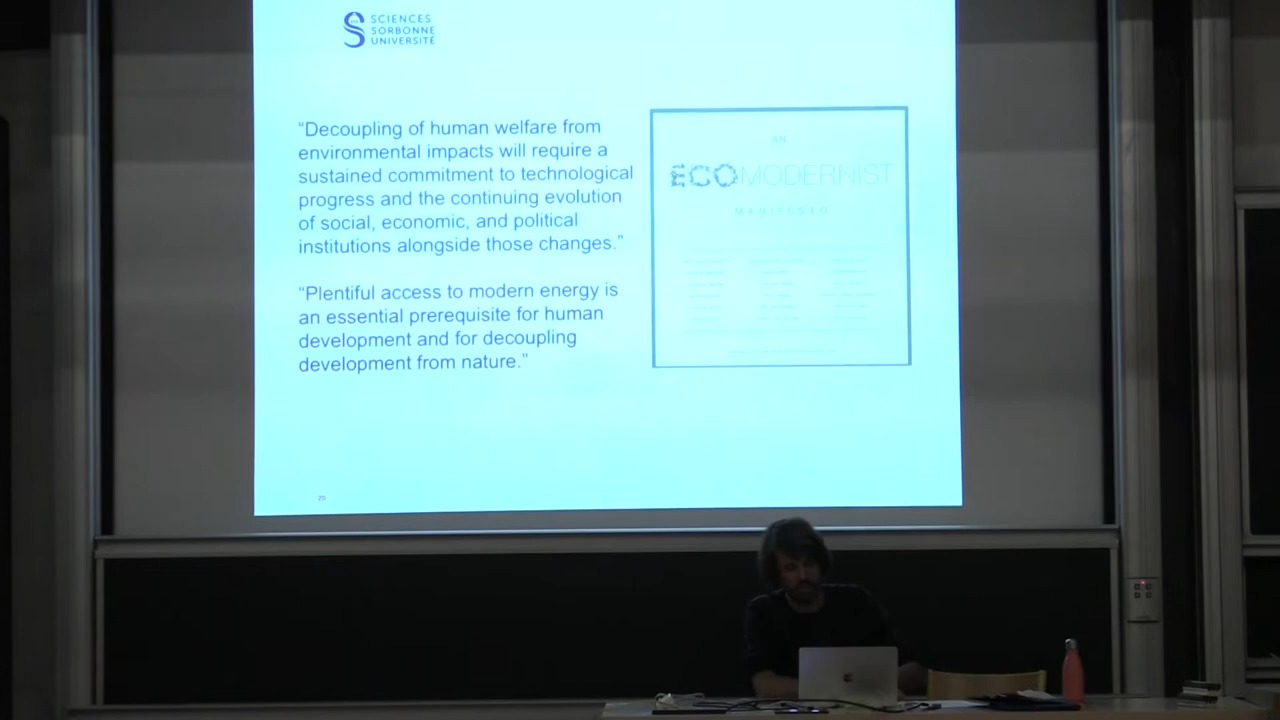 SCIENCES
SORBONNE
UNIVERSITÉ
“Decoupling of human welfare from
environmental impacts will require a
sustained commitment to technological
progress and the continuing evolution
of social, economic, and political
institutions alongside those changes.”
“Plentiful access to modern energy is
an essential prerequisite for human
development and for decoupling
development from nature.”
AN
ECOMODERNIST
MANIFESTO
20